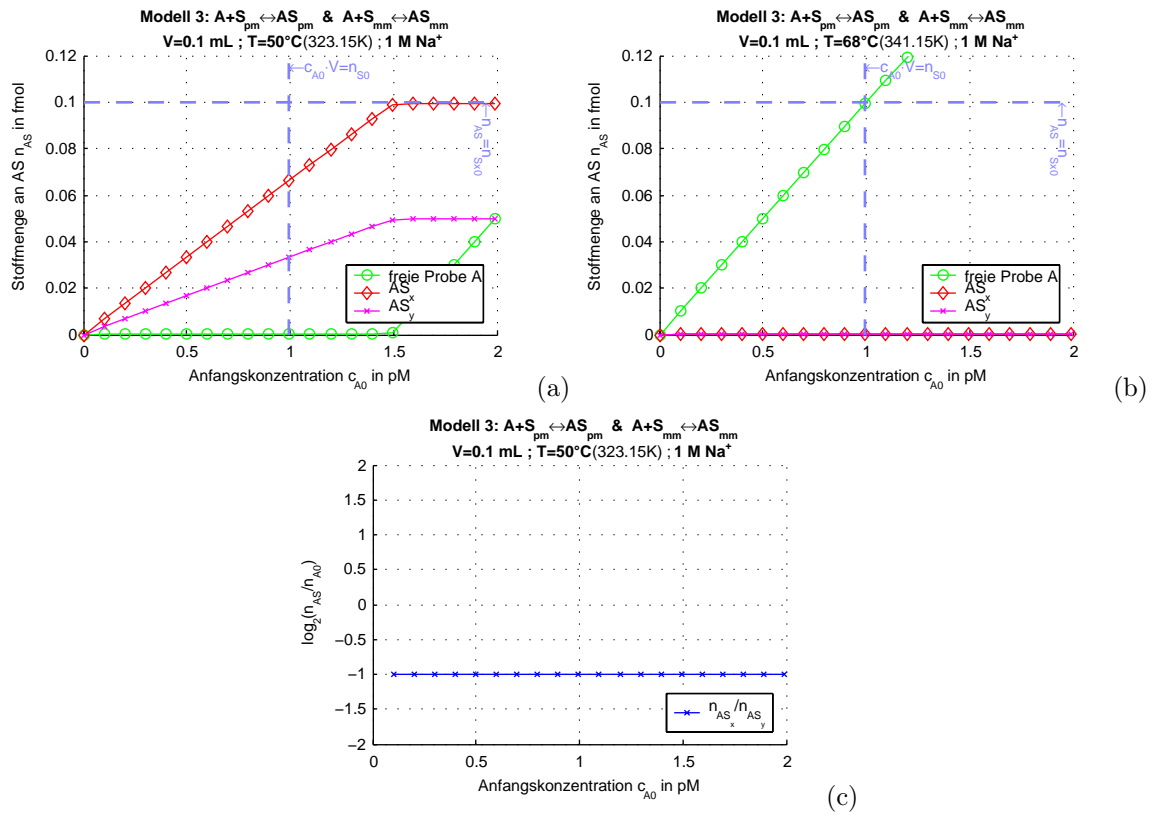 Modell 3: A+S_pm↔AS_pm & A+S_mm↔AS_mm
V=0.1 mL ; T=50°C(323.15K) ; 1 M Na⁺
←c_A0·V=n_S0
←n_AS=n_Sx0
Stoffmenge an AS n_AS in fmol
0.12
0.1
0.08
0.06
0.04
0.02
0
freie Probe A
AS_x
AS_y
0 0.5 1 1.5 2
Anfangskonzentration c_A0 in pM
(a)
Modell 3: A+S_pm↔AS_pm & A+S_mm↔AS_mm
V=0.1 mL ; T=68°C(341.15K) ; 1 M Na⁺
←c_A0·V=n_S0
←n_AS=n_Sx0
Stoffmenge an AS n_AS in fmol
0.12
0.1
0.08
0.06
0.04
0.02
0
freie Probe A
AS_x
AS_y
0 0.5 1 1.5 2
Anfangskonzentration c_A0 in pM
(b)
Modell 3: A+S_pm↔AS_pm & A+S_mm↔AS_mm
V=0.1 mL ; T=50°C(323.15K) ; 1 M Na⁺
log_2(n_AS/n_A0)
2
1.5
1
0.5
0
−0.5
−1
−1.5
−2
n_AS_x/n_AS_y
0 0.5 1 1.5 2
Anfangskonzentration c_A0 in pM
(c)